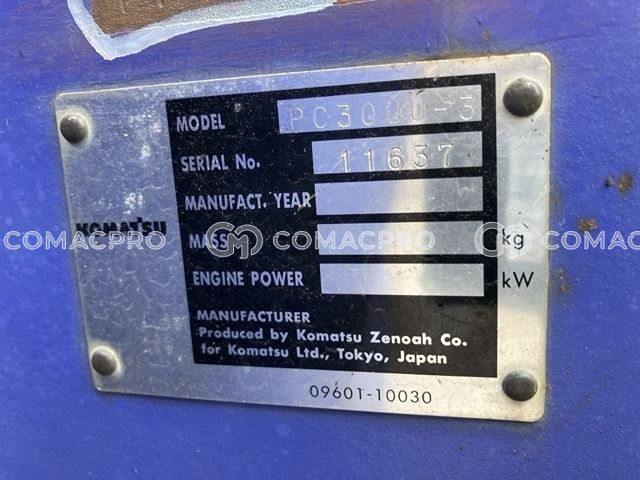 MODEL PC30UU-3
SERIAL No. 11637
MANUFACT. YEAR
KOMATSU
MASS kg
ENGINE POWER kW
MANUFACTURER
Produced by Komatsu Zenoah Co.
for Komatsu Ltd., Tokyo, Japan
09601-10030
COMACPRO COMACPRO COMACPRO